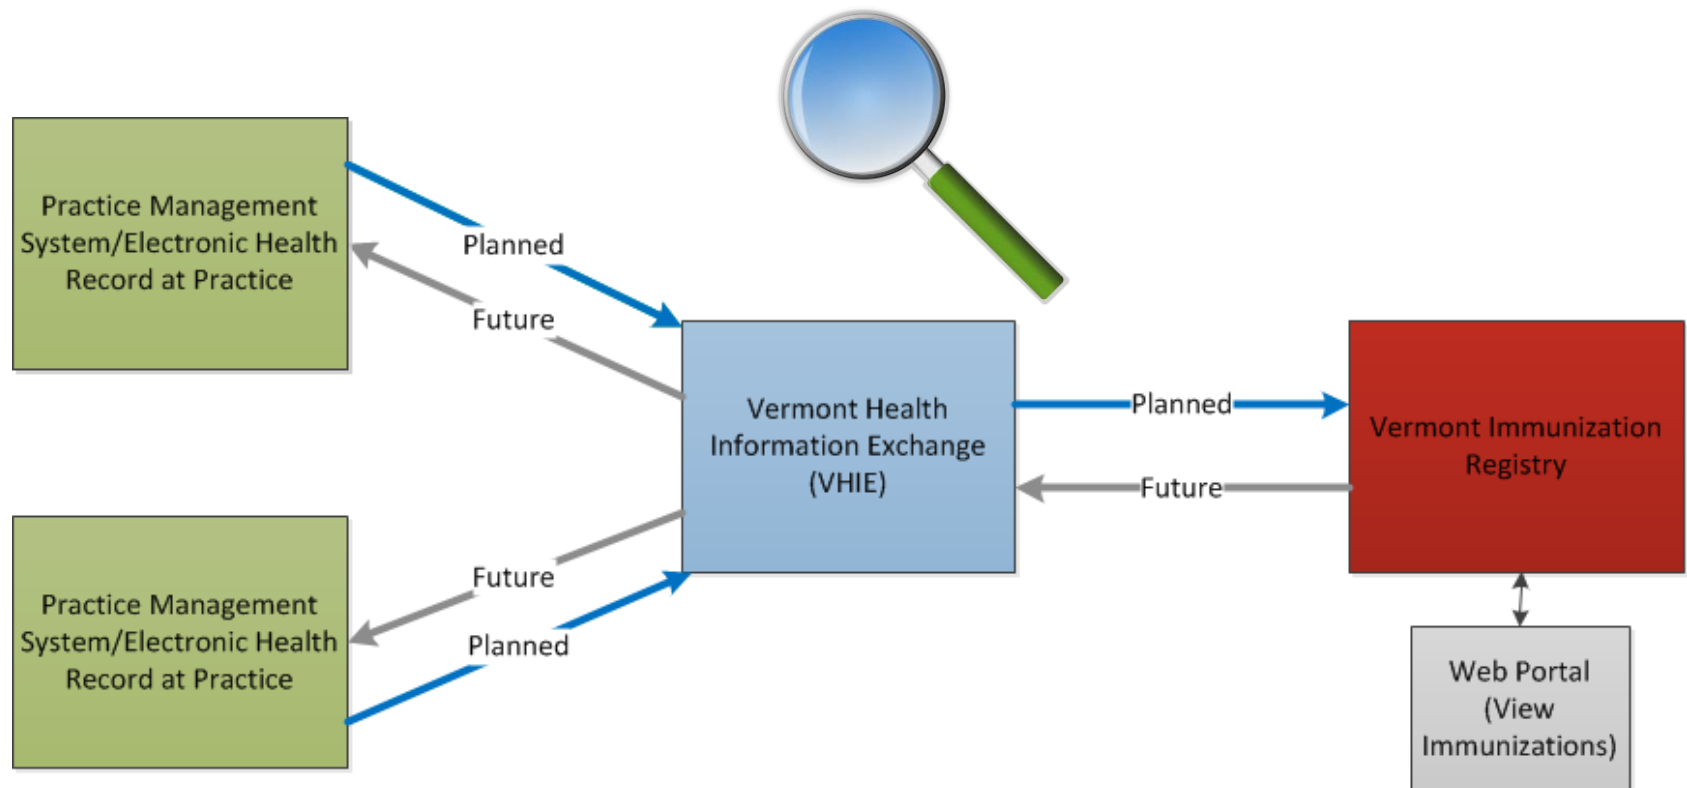 Practice Management
System/Electronic Health
Record at Practice
Planned
Future
Vermont Health
Information Exchange
(VHIE)
Planned
Future
Vermont Immunization
Registry
Practice Management
System/Electronic Health
Record at Practice
Future
Planned
Web Portal
(View
Immunizations)